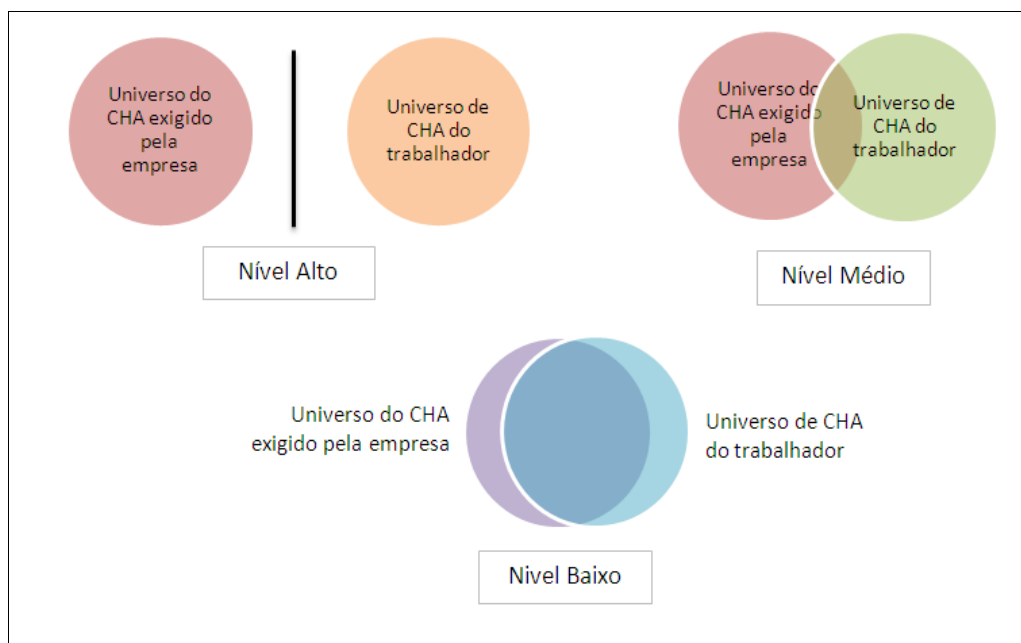 Universo do
CHA exigido
pela
empresa
Universo de
CHA do
trabalhador
Nível Alto
Universo do
CHA exigido
pela
empresa
Universo de
CHA do
trabalhador
Nível Médio
Universo do CHA
exigido pela empresa
Universo de CHA
do trabalhador
Nivel Baixo